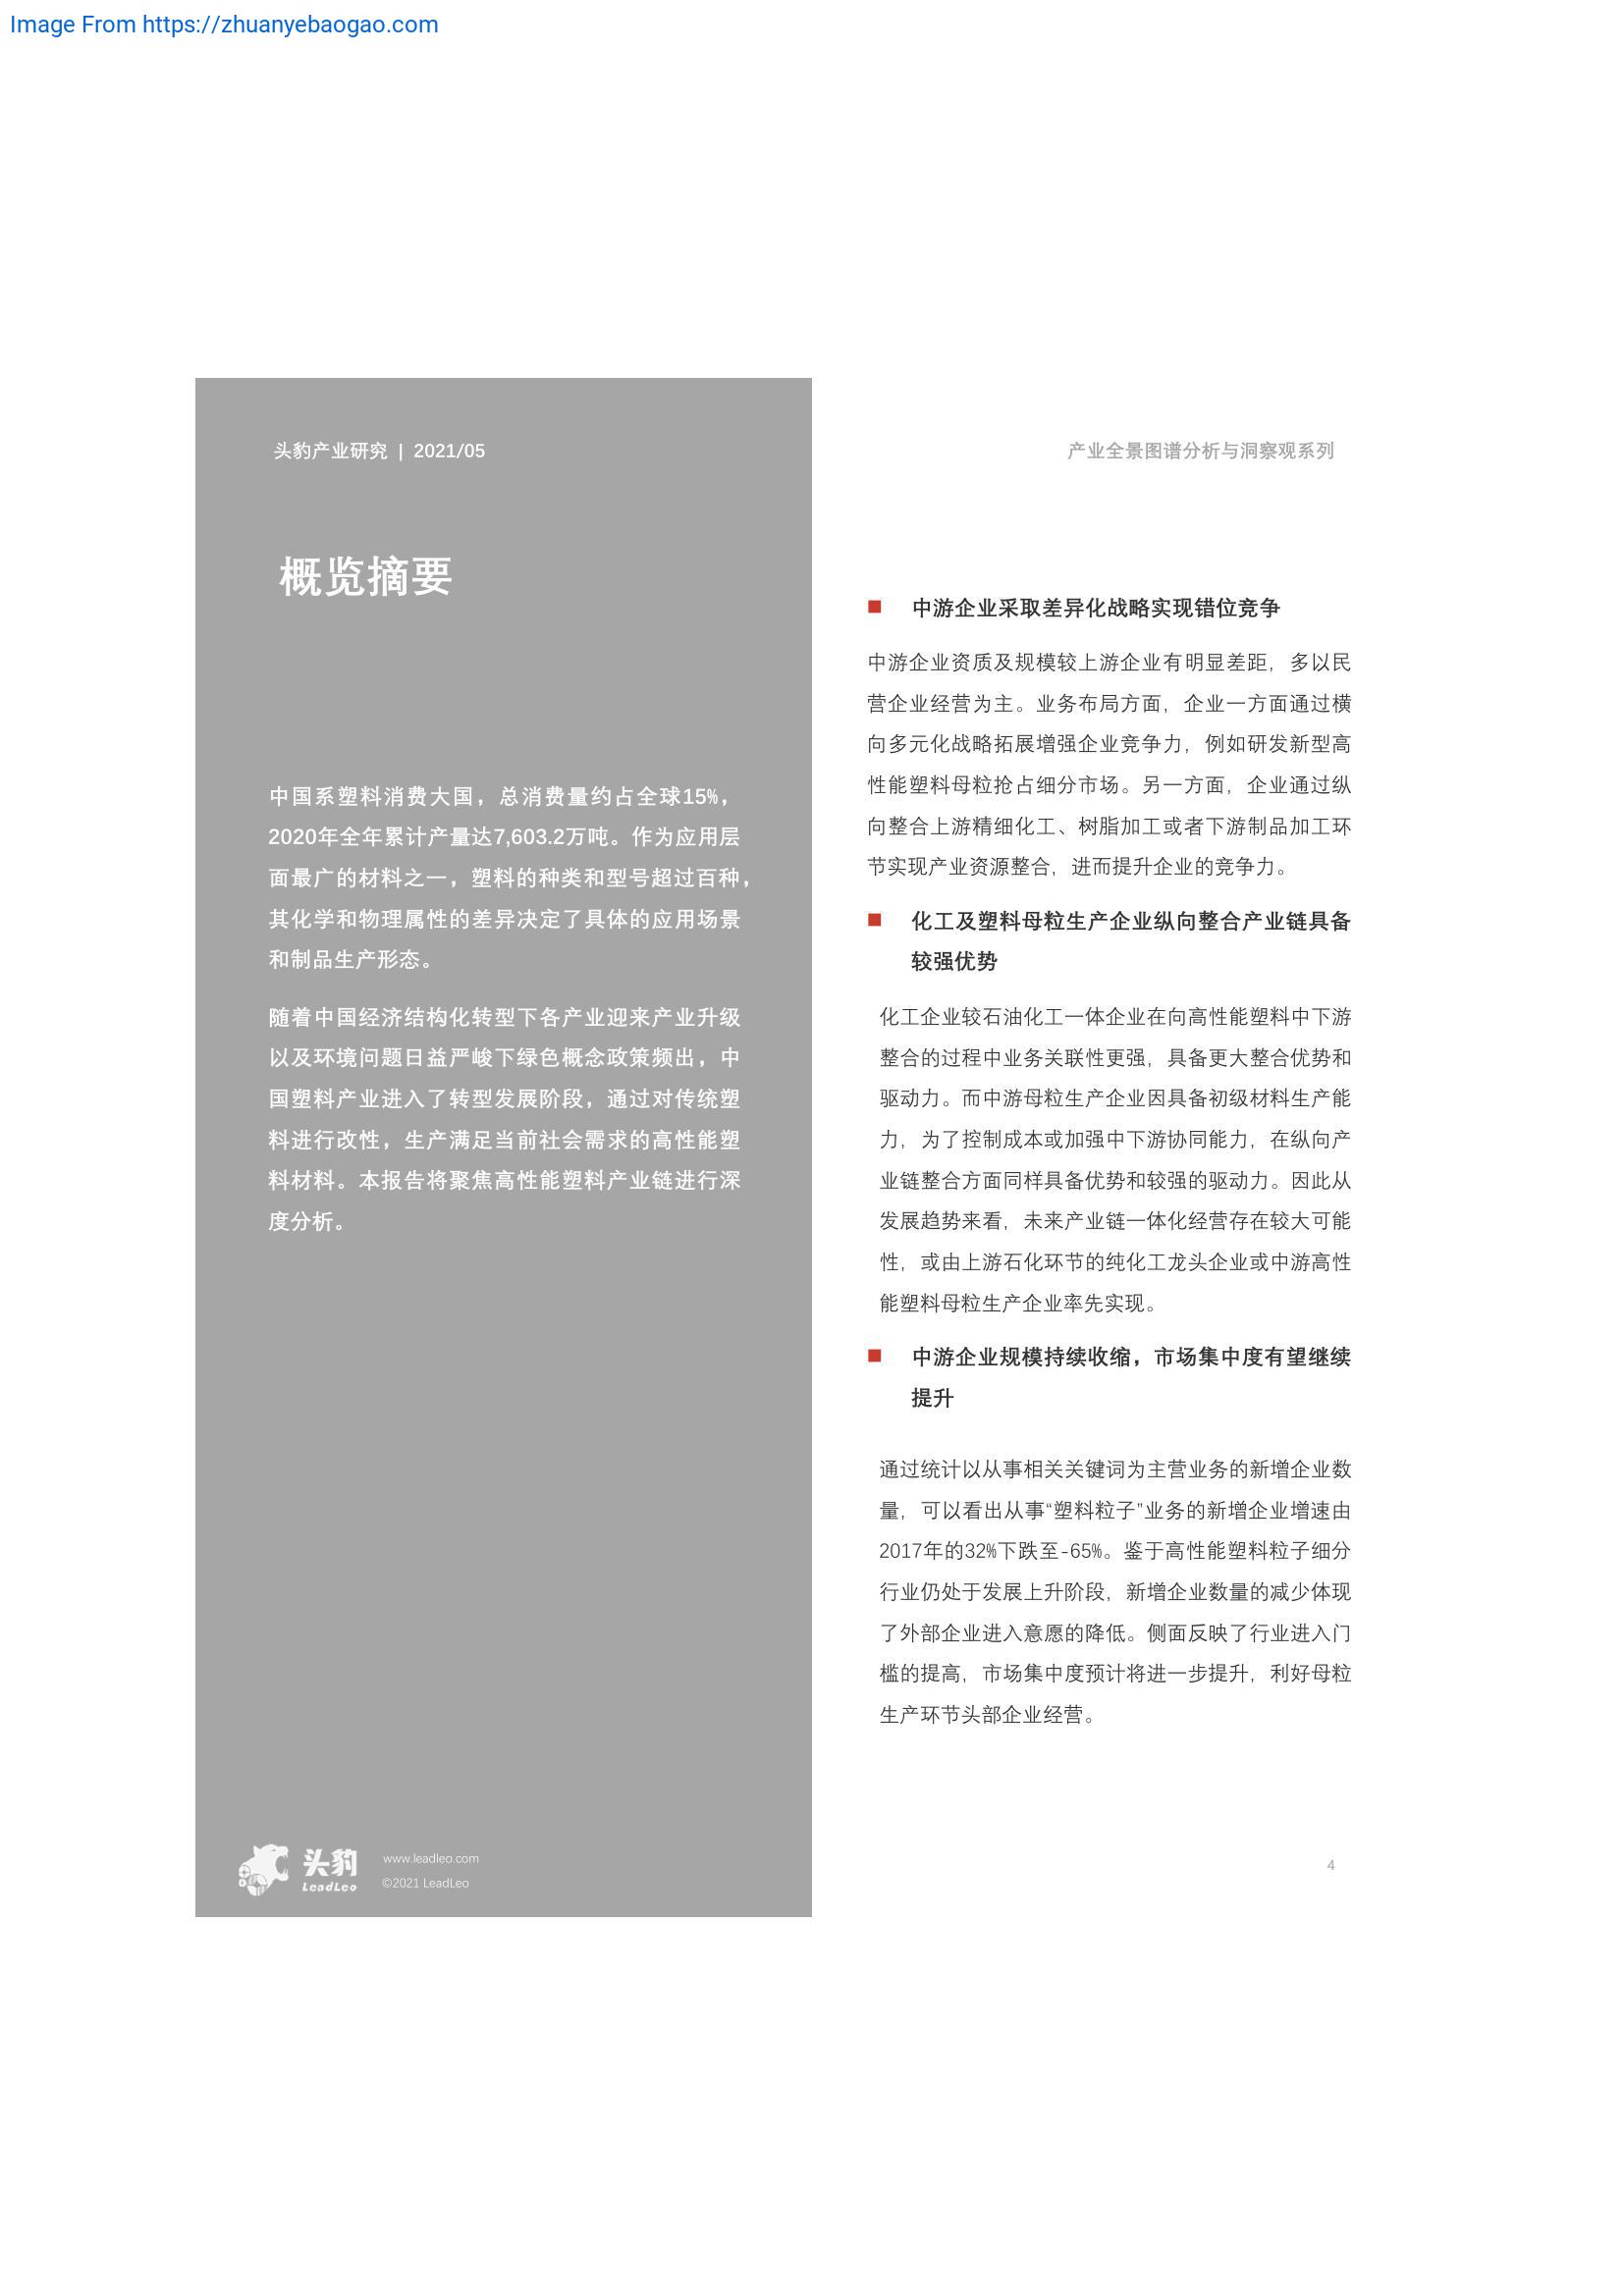 Image From https://zhuanyebaogao.com
头豹产业研究 | 2021/05
概览摘要
中国系塑料消费大国，总消费量约占全球15%，
2020年全年累计产量达7,603.2万吨。作为应用层
面最广的材料之一，塑料的种类和型号超过百种，
其化学和物理属性的差异决定了具体的应用场景
和制品生产形态。
随着中国经济结构化转型下各产业迎来产业升级
以及环境问题日益严峻下绿色概念政策频出，中
国塑料产业进入了转型发展阶段，通过对传统塑
料进行改性，生产满足当前社会需求的高性能塑
料材料。本报告将聚焦高性能塑料产业链进行深
度分析。
头豹
LeadLeo
www.leadleo.com
©2021 LeadLeo
产业全景图谱分析与洞察观系列
■ 中游企业采取差异化战略实现错位竞争
中游企业资质及规模较上游企业有明显差距，多以民
营企业经营为主。业务布局方面，企业一方面通过横
向多元化战略拓展增强企业竞争力，例如研发新型高
性能塑料母粒抢占细分市场。另一方面，企业通过纵
向整合上游精细化工、树脂加工或者下游制品加工环
节实现产业资源整合，进而提升企业的竞争力。
■ 化工及塑料母粒生产企业纵向整合产业链具备
较强优势
化工企业较石油化工一体企业在向高性能塑料中下游
整合的过程中业务关联性更强，具备更大整合优势和
驱动力。而中游母粒生产企业因具备初级材料生产能
力，为了控制成本或加强中下游协同能力，在纵向产
业链整合方面同样具备优势和较强的驱动力。因此从
发展趋势来看，未来产业链一体化经营存在较大可能
性，或由上游石化环节的纯化工龙头企业或中游高性
能塑料母粒生产企业率先实现。
■ 中游企业规模持续收缩，市场集中度有望继续
提升
通过统计以从事相关关键词为主营业务的新增企业数
量，可以看出从事“塑料粒子”业务的新增企业增速由
2017年的32%下跌至-65%。鉴于高性能塑料粒子细分
行业仍处于发展上升阶段，新增企业数量的减少体现
了外部企业进入意愿的降低。侧面反映了行业进入门
槛的提高，市场集中度预计将进一步提升，利好母粒
生产环节头部企业经营。
4